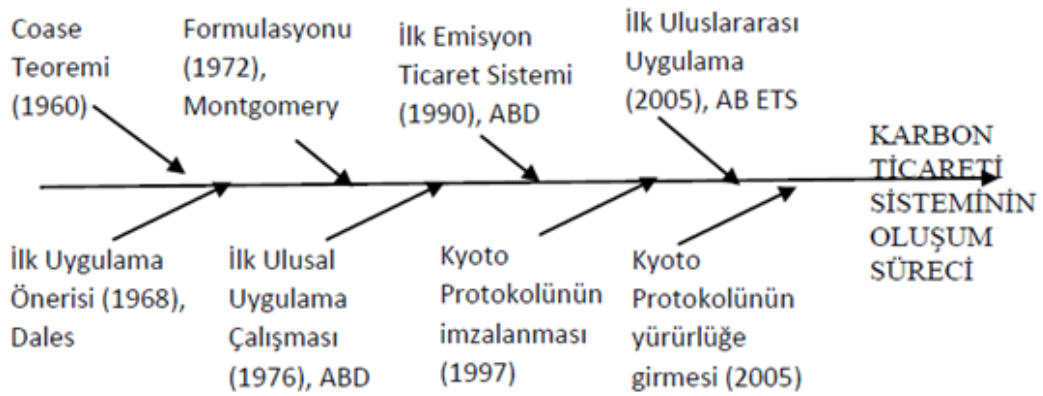 Coase
Teoremi
(1960)
Formulasyonu
(1972),
Montgomery
İlk Emisyon
Ticaret Sistemi
(1990), ABD
İlk Uluslararası
Uygulama
(2005), AB ETS
KARBON
TİCARETİ
SİSTEMİNİN
OLUŞUM
SÜRECİ
İlk Uygulama
Önerisi (1968),
Dales
İlk Ulusal
Uygulama
Çalışması
(1976), ABD
Kyoto
Protokolünün
imzalanması
(1997)
Kyoto
Protokolünün
yürürlüğe
girmesi (2005)